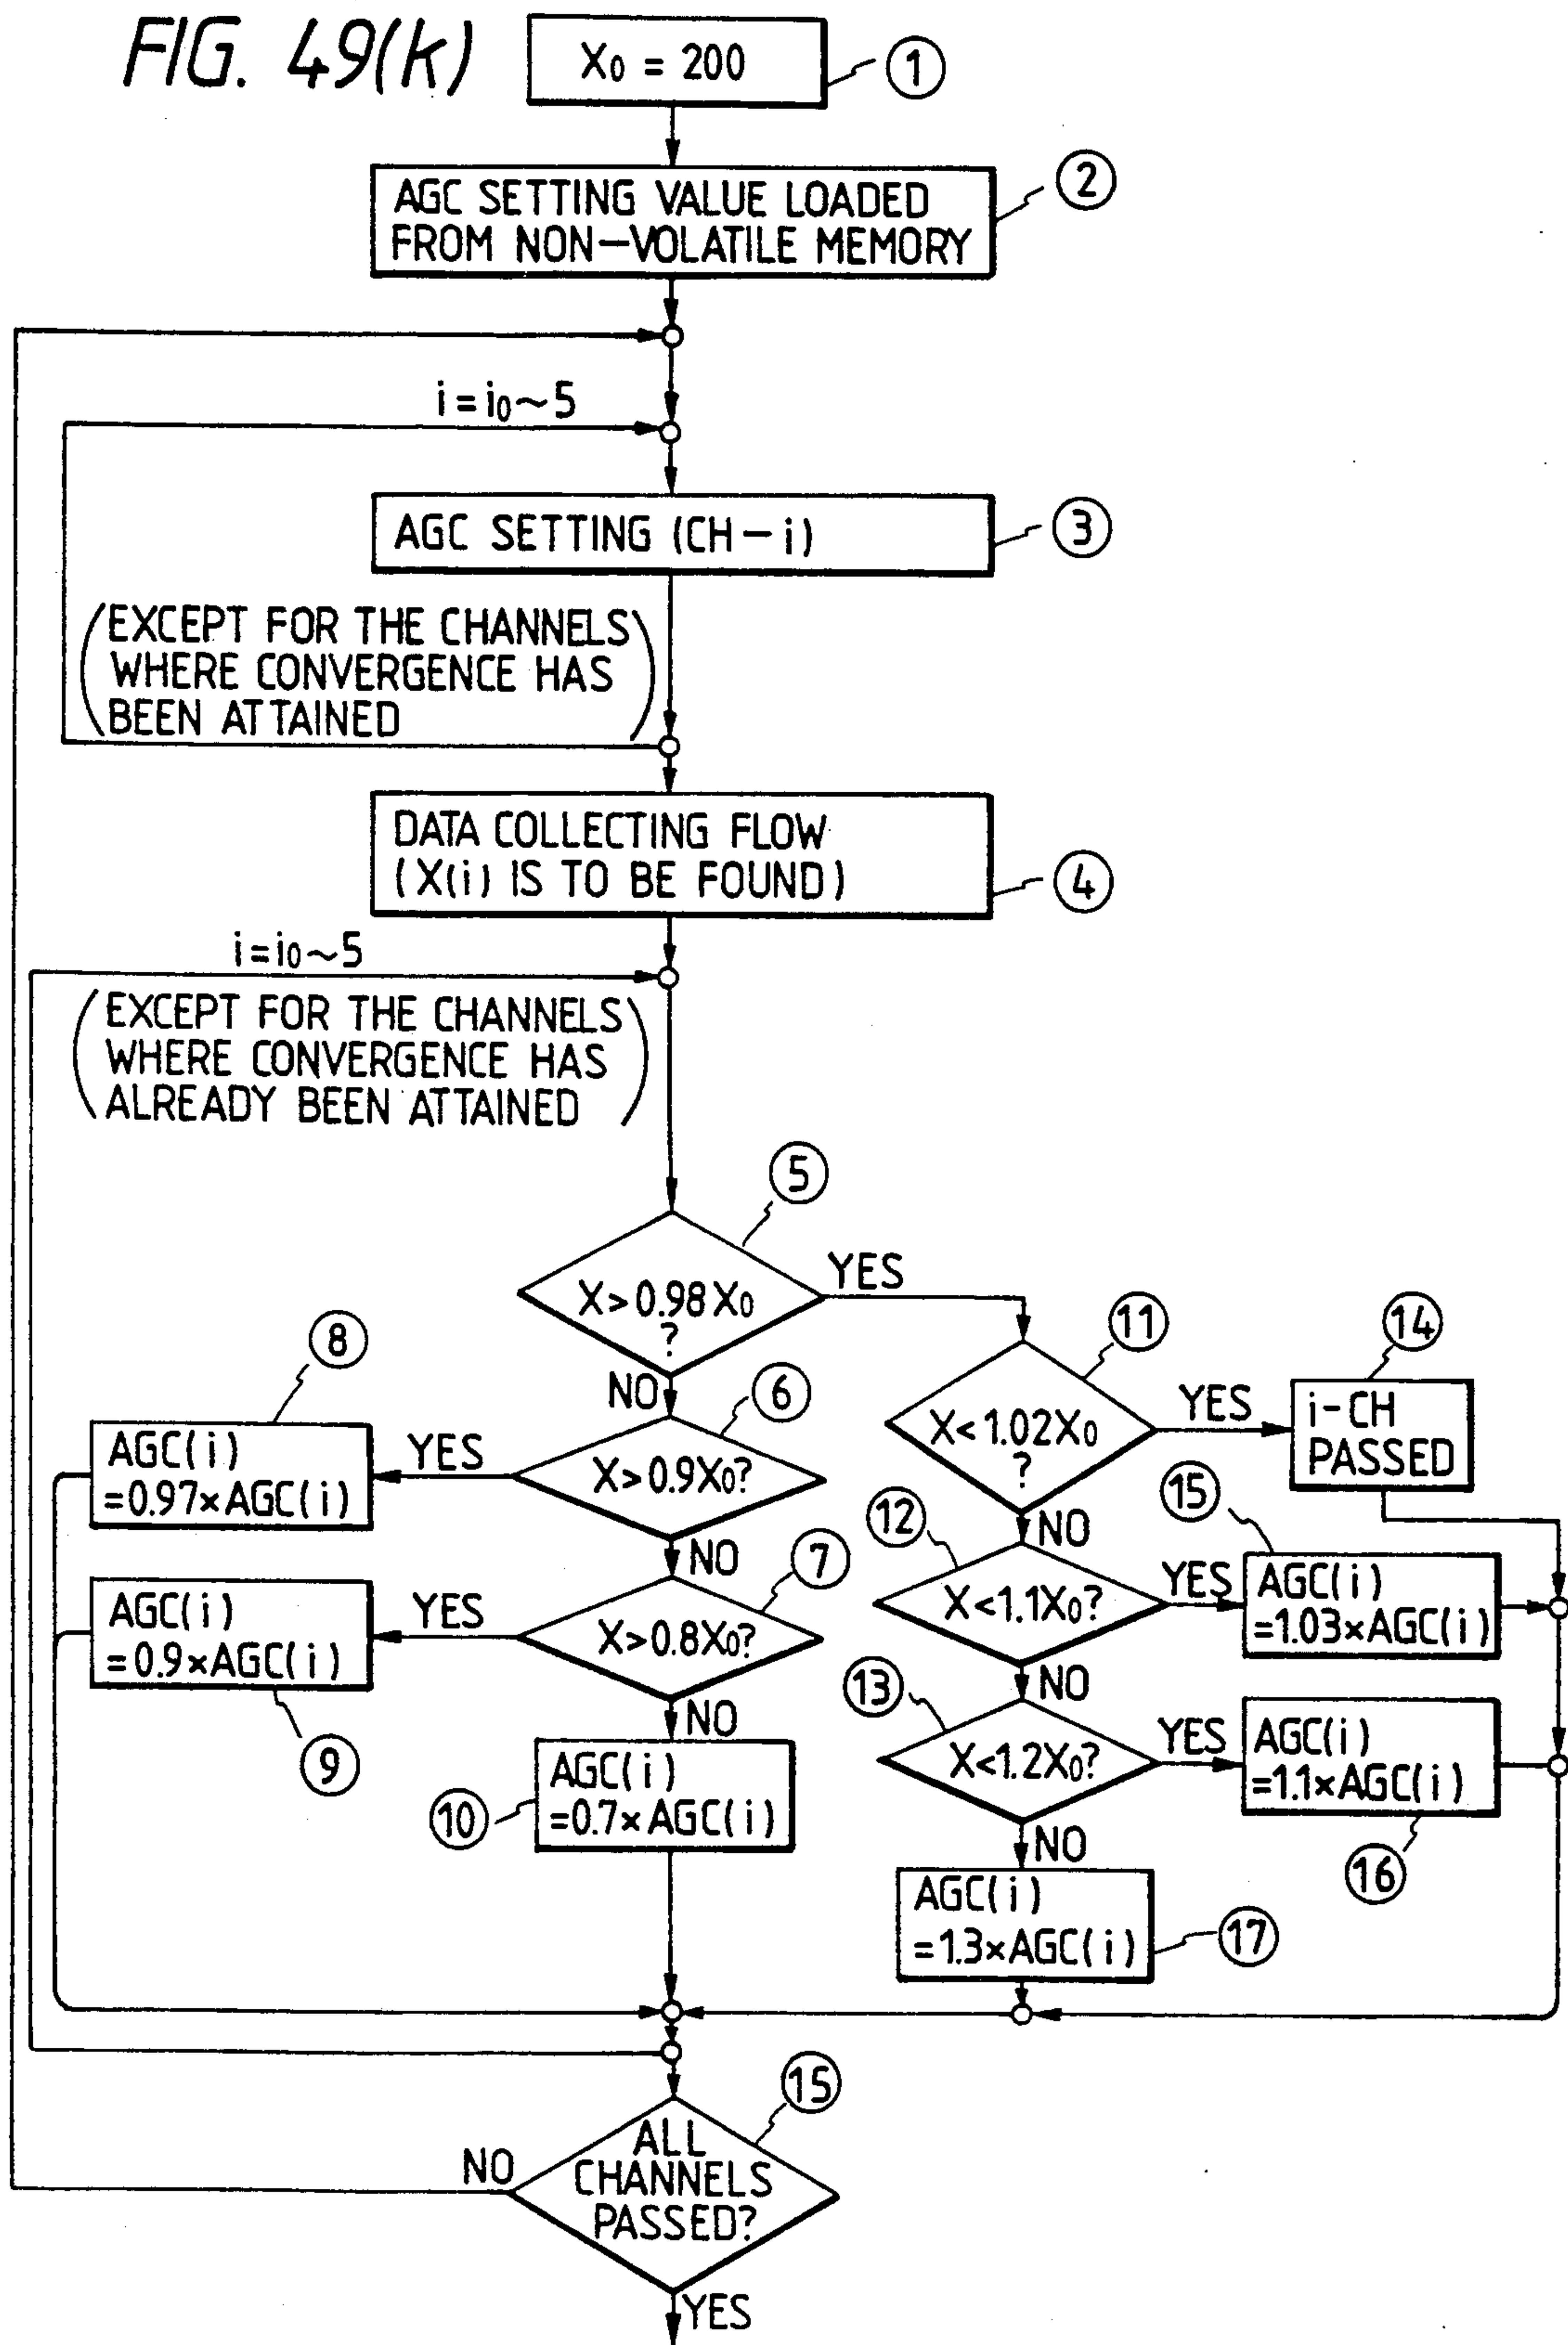 FIG. 49(k)
X0 = 200
①
AGC SETTING VALUE LOADED
FROM NON-VOLATILE MEMORY
②
i = i0~5
AGC SETTING (CH-i)
③
(EXCEPT FOR THE CHANNELS
WHERE CONVERGENCE HAS
BEEN ATTAINED)
DATA COLLECTING FLOW
(X(i) IS TO BE FOUND)
④
i=i0~5
(EXCEPT FOR THE CHANNELS
WHERE CONVERGENCE HAS
ALREADY BEEN ATTAINED)
⑤
X>0.98X0
?
YES
NO
⑥
X>0.9X0?
YES
⑧
AGC(i)
=0.97×AGC(i)
NO
⑦
X>0.8X0?
YES
AGC(i)
=0.9×AGC(i)
⑨
NO
AGC(i)
=0.7×AGC(i)
⑩
⑪
X<1.02X0
?
YES
⑭
i-CH
PASSED
NO
⑫
X<1.1X0?
YES
⑮
AGC(i)
=1.03×AGC(i)
NO
⑬
X<1.2X0?
YES
AGC(i)
=1.1×AGC(i)
⑯
NO
AGC(i)
=1.3×AGC(i)
⑰
⑮
ALL
CHANNELS
PASSED?
NO
YES